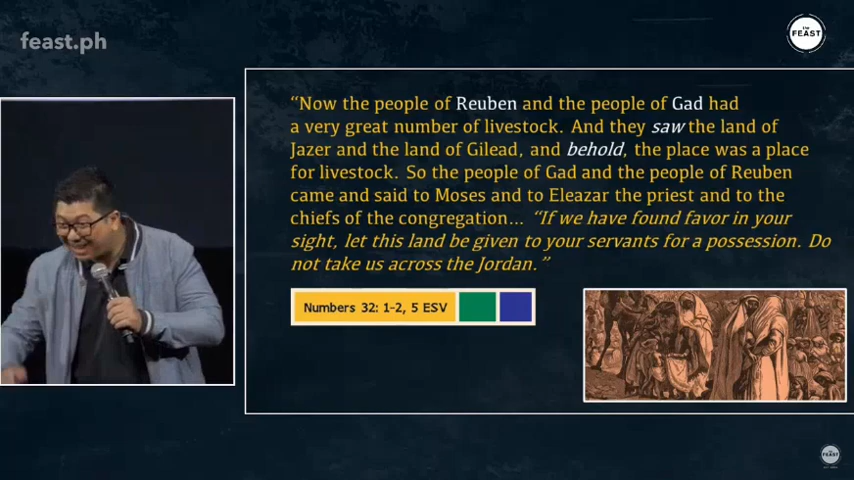 feast.ph
the
FEAST
“Now the people of Reuben and the people of Gad had
a very great number of livestock. And they saw the land of
Jazer and the land of Gilead, and behold, the place was a place
for livestock. So the people of Gad and the people of Reuben
came and said to Moses and to Eleazar the priest and to the
chiefs of the congregation... “If we have found favor in your
sight, let this land be given to your servants for a possession. Do
not take us across the Jordan.”
Numbers 32: 1-2, 5 ESV
FEAST